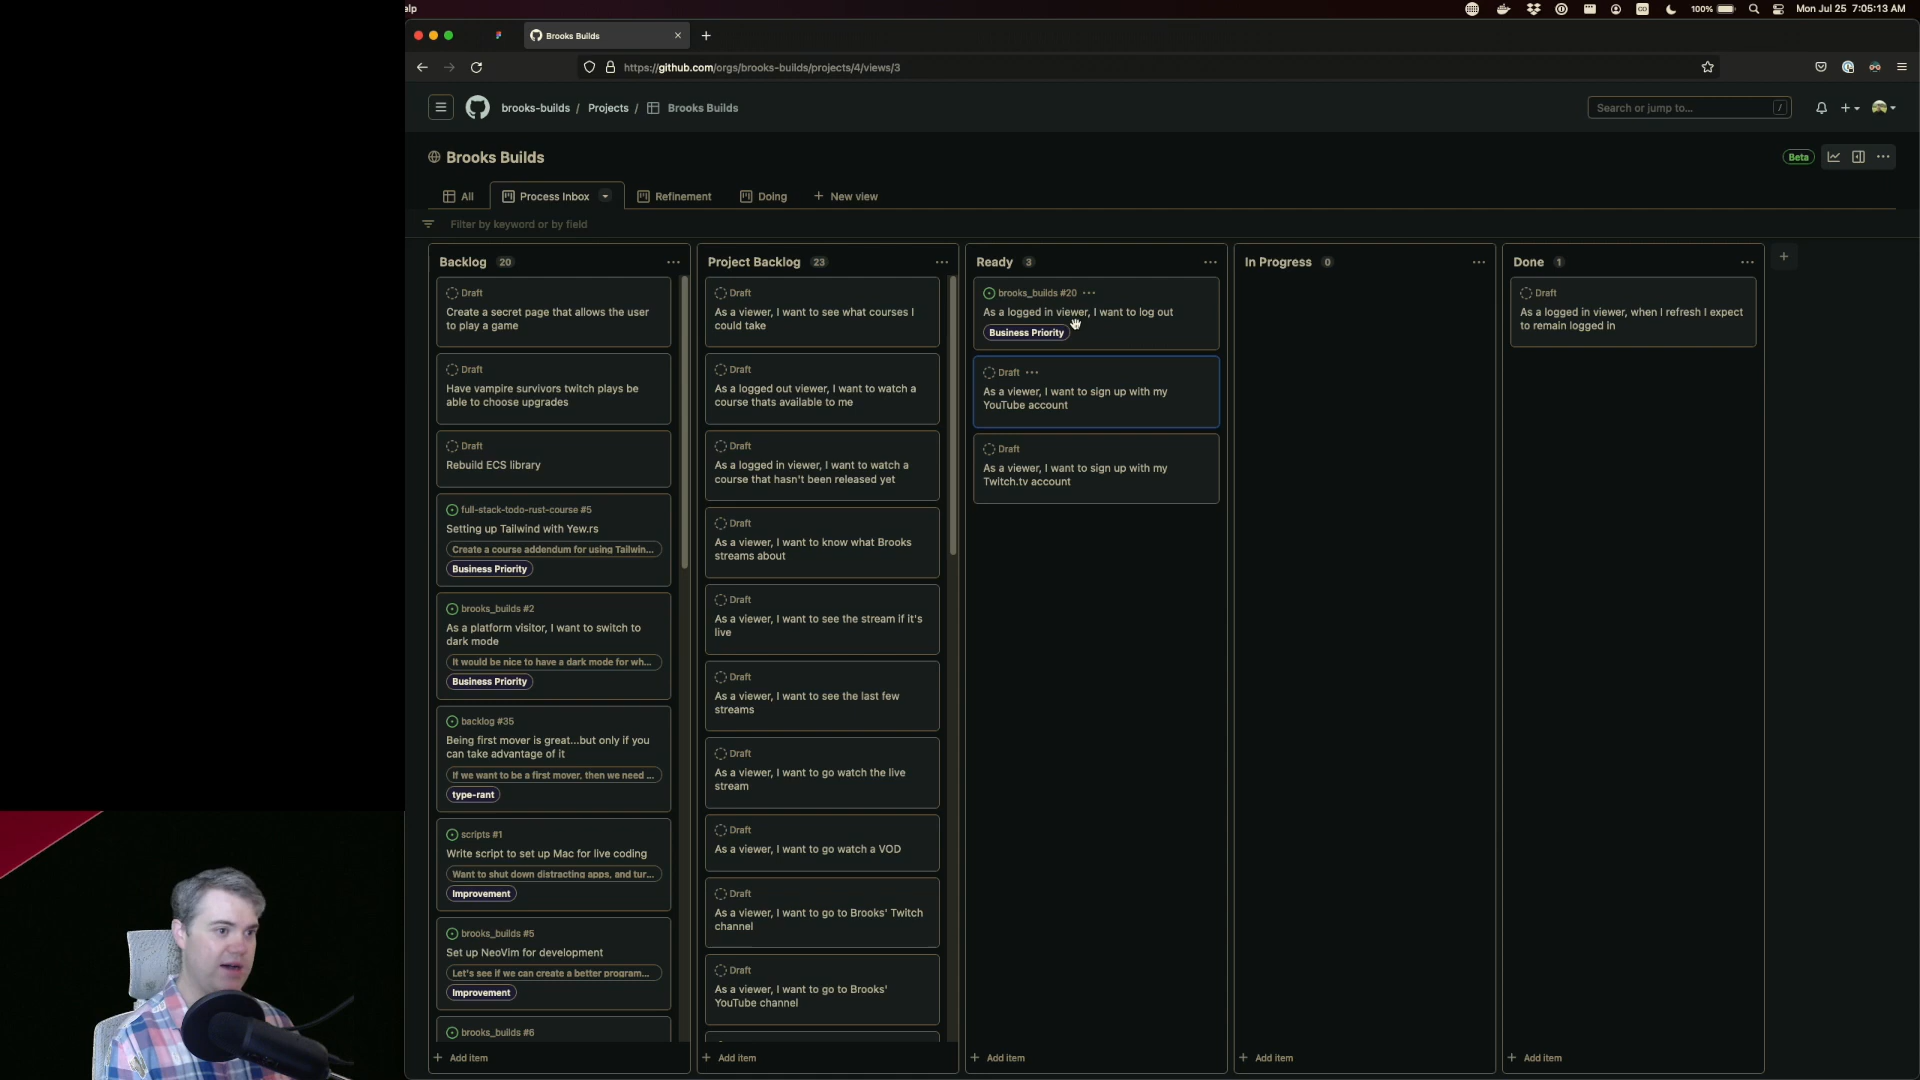 elp
100%
Mon Jul 25 7:05:13 AM
Brooks Builds
https://github.com/orgs/brooks-builds/projects/4/views/3
brooks-builds / Projects / Brooks Builds
Search or jump to...
/
Brooks Builds
Beta
All
Process Inbox
Refinement
Doing
New view
Filter by keyword or by field
Backlog 20
Draft
Create a secret page that allows the user
to play a game
Draft
Have vampire survivors twitch plays be
able to choose upgrades
Draft
Rebuild ECS library
full-stack-todo-rust-course #5
Setting up Tailwind with Yew.rs
Create a course addendum for using Tailwin...
Business Priority
brooks_builds #2
As a platform visitor, I want to switch to
dark mode
It would be nice to have a dark mode for wh...
Business Priority
backlog #35
Being first mover is great...but only if you
can take advantage of it
If we want to be a first mover, then we need ...
type-rant
scripts #1
Write script to set up Mac for live coding
Want to shut down distracting apps, and tur...
Improvement
brooks_builds #5
Set up NeoVim for development
Let's see if we can create a better program...
Improvement
brooks_builds #6
+ Add item
Project Backlog 23
Draft
As a viewer, I want to see what courses I
could take
Draft
As a logged out viewer, I want to watch a
course thats available to me
Draft
As a logged in viewer, I want to watch a
course that hasn't been released yet
Draft
As a viewer, I want to know what Brooks
streams about
Draft
As a viewer, I want to see the stream if it's
live
Draft
As a viewer, I want to see the last few
streams
Draft
As a viewer, I want to go watch the live
stream
Draft
As a viewer, I want to go watch a VOD
Draft
As a viewer, I want to go to Brooks' Twitch
channel
Draft
As a viewer, I want to go to Brooks'
YouTube channel
+ Add item
Ready 3
brooks_builds #20
As a logged in viewer, I want to log out
Business Priority
Draft
As a viewer, I want to sign up with my
YouTube account
Draft
As a viewer, I want to sign up with my
Twitch.tv account
+ Add item
In Progress 0
+ Add item
Done 1
Draft
As a logged in viewer, when I refresh I expect
to remain logged in
+ Add item